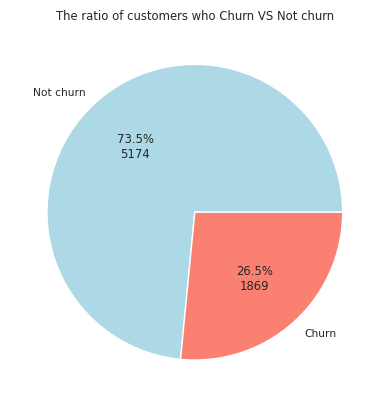 The ratio of customers who Churn VS Not churn
Not churn
73.5%
5174
26.5%
1869
Churn